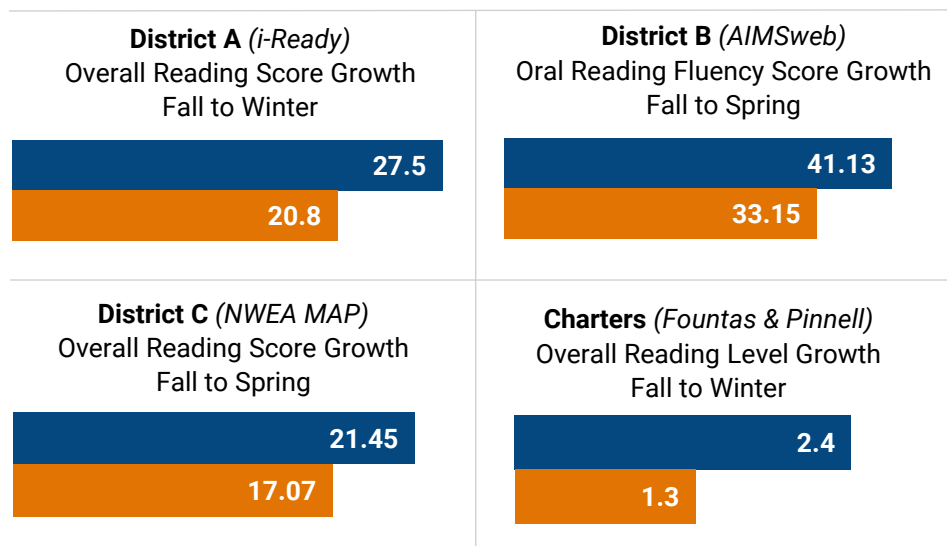 District A (i-Ready)
Overall Reading Score Growth
Fall to Winter
27.5
20.8
District B (AIMSweb)
Oral Reading Fluency Score Growth
Fall to Spring
41.13
33.15
District C (NWEA MAP)
Overall Reading Score Growth
Fall to Spring
21.45
17.07
Charters (Fountas & Pinnell)
Overall Reading Level Growth
Fall to Winter
2.4
1.3